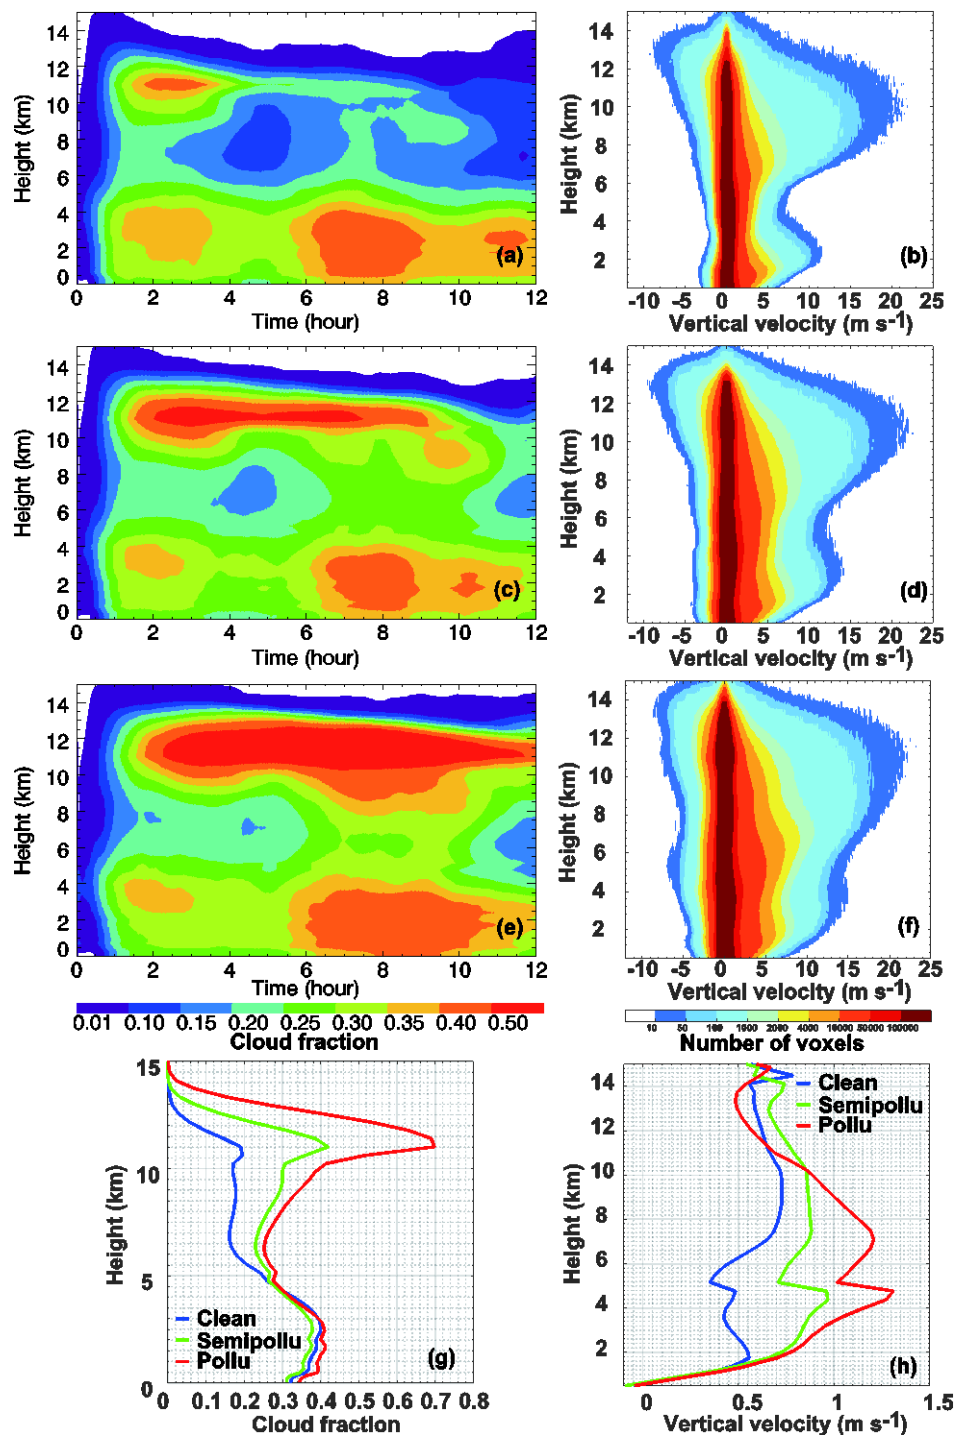 14
12
10
8
6
4
2
0
Height (km)
(a)
0 2 4 6 8 10 12
Time (hour)
14
12
10
8
6
4
2
Height (km)
(b)
-10 -5 0 5 10 15 20 25
Vertical velocity (m s-1)
14
12
10
8
6
4
2
0
Height (km)
(c)
0 2 4 6 8 10 12
Time (hour)
14
12
10
8
6
4
2
Height (km)
(d)
-10 -5 0 5 10 15 20 25
Vertical velocity (m s-1)
14
12
10
8
6
4
2
0
Height (km)
(e)
0 2 4 6 8 10 12
Time (hour)
14
12
10
8
6
4
2
Height (km)
(f)
-10 -5 0 5 10 15 20 25
Vertical velocity (m s-1)
0.01 0.10 0.15 0.20 0.25 0.30 0.35 0.40 0.50
Cloud fraction
10 50 100 1000 2000 4000 10000 50000 100000
Number of voxels
15
10
5
0
Height (km)
Clean
Semipollu
Pollu
(g)
0 0.1 0.2 0.3 0.4 0.5 0.6 0.7 0.8
Cloud fraction
14
12
10
8
6
4
2
Height (km)
Clean
Semipollu
Pollu
(h)
0 0.5 1 1.5
Vertical velocity (m s-1)